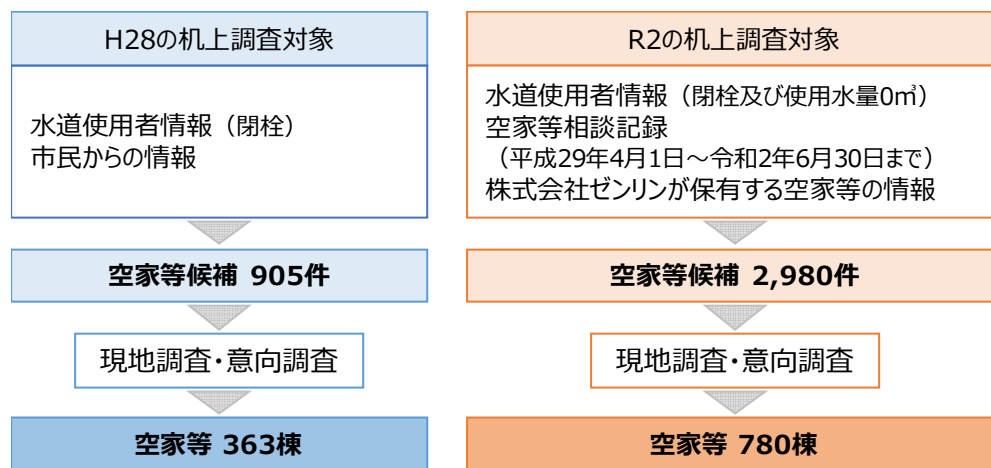 H28の机上調査対象
水道使用者情報（閉栓）
市民からの情報
空家等候補 905件
現地調査・意向調査
空家等 363棟
R2の机上調査対象
水道使用者情報（閉栓及び使用水量0㎥）
空家等相談記録
（平成29年4月1日～令和2年6月30日まで）
株式会社ゼンリンが保有する空家等の情報
空家等候補 2,980件
現地調査・意向調査
空家等 780棟